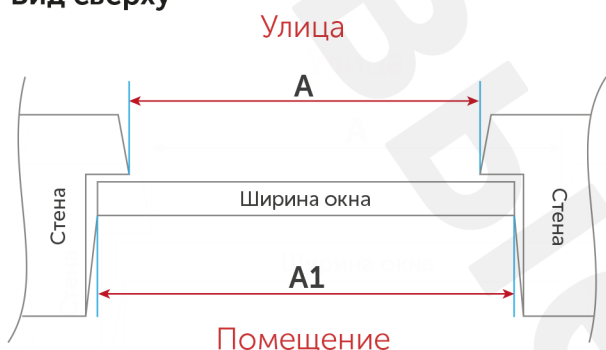 Вид сверху
Улица
A
Стена
Ширина окна
Стена
A1
Помещение